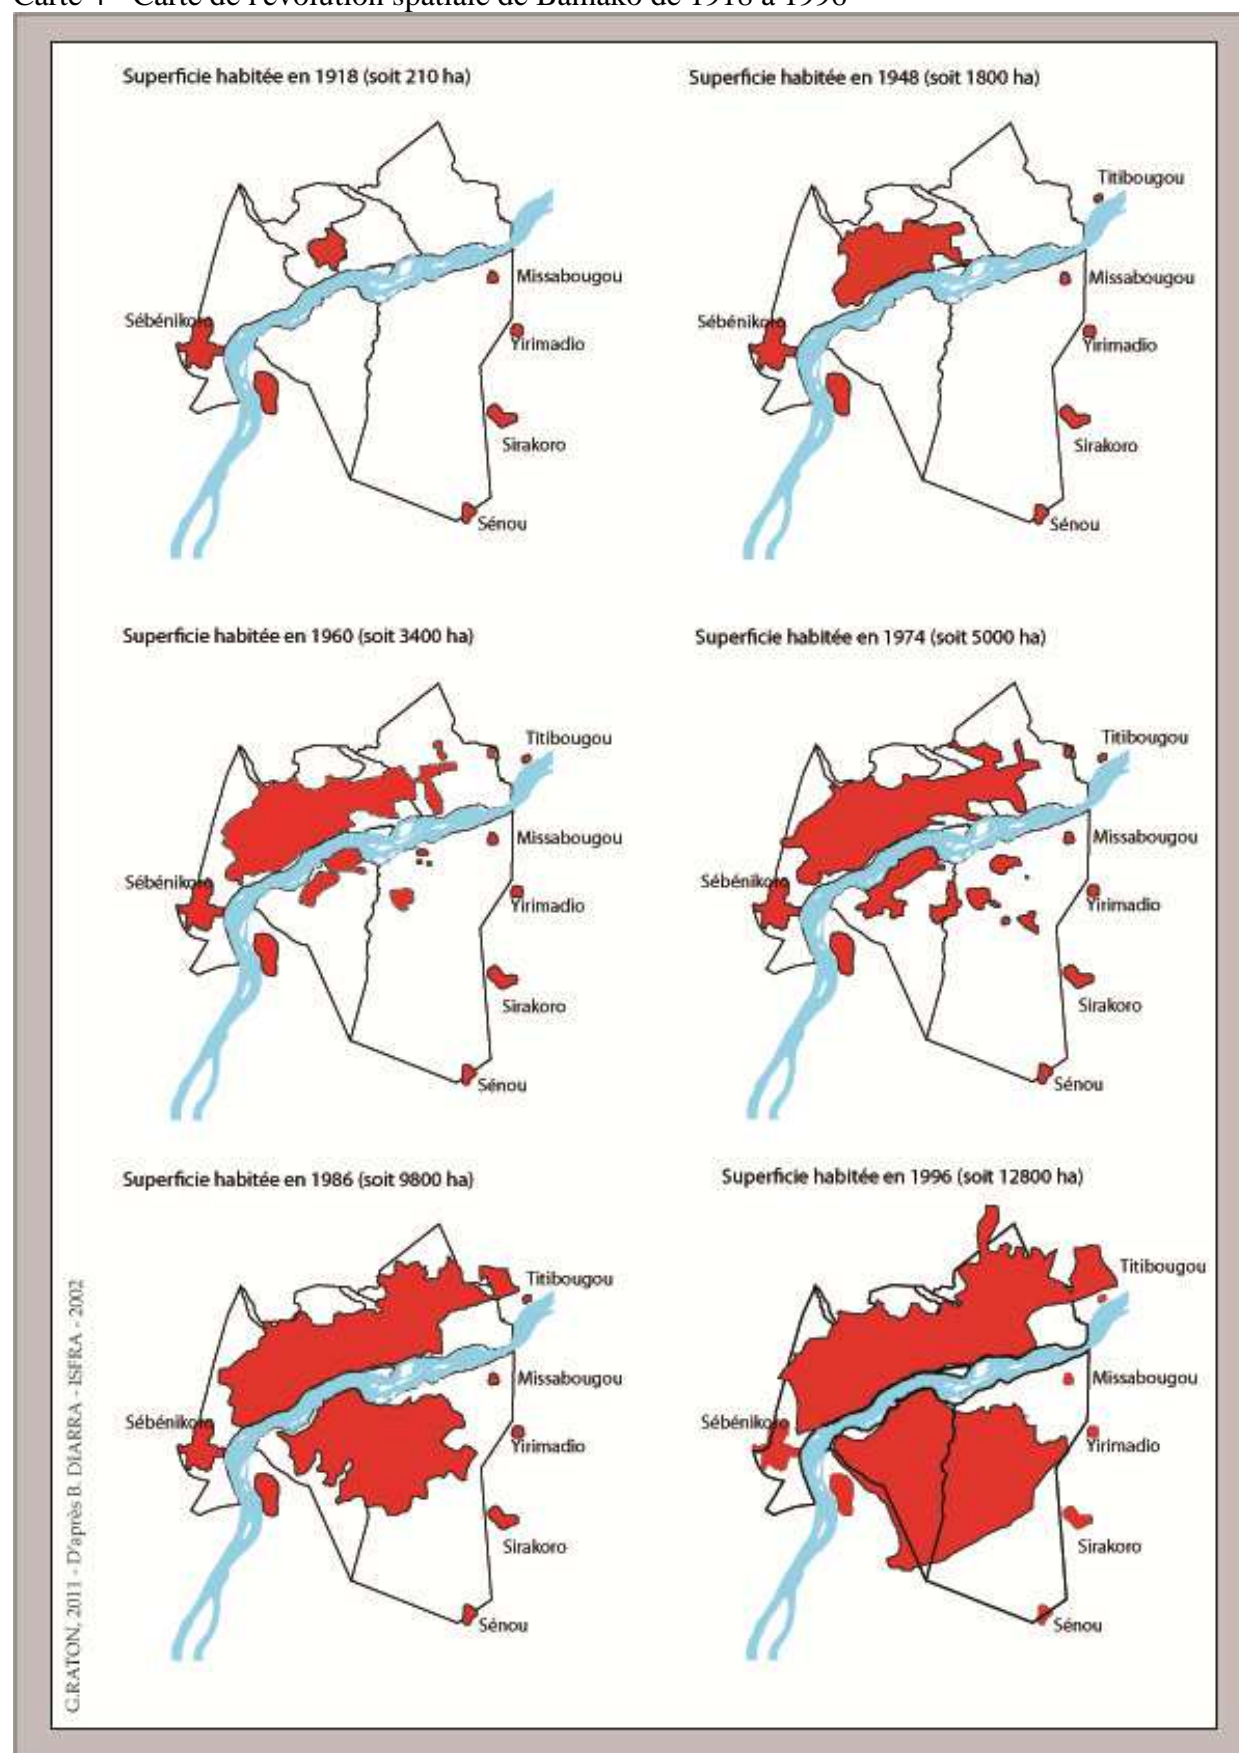 Carte 4 - Carte de l'évolution spatiale de Bamako de 1918 à 1996
Superficie habitée en 1918 (soit 210 ha)
Sébénikoro
Missabougou
Yirimadio
Sirakoro
Sénou
Superficie habitée en 1948 (soit 1800 ha)
Titibougou
Sébénikoro
Missabougou
Yirimadio
Sirakoro
Sénou
Superficie habitée en 1960 (soit 3400 ha)
Titibougou
Sébénikoro
Missabougou
Yirimadio
Sirakoro
Sénou
Superficie habitée en 1974 (soit 5000 ha)
Titibougou
Sébénikoro
Missabougou
Yirimadio
Sirakoro
Sénou
Superficie habitée en 1986 (soit 9800 ha)
Titibougou
Sébénikoro
Missabougou
Yirimadio
Sirakoro
Sénou
Superficie habitée en 1996 (soit 12800 ha)
Titibougou
Sébénikoro
Missabougou
Yirimadio
Sirakoro
Sénou
G.RATON, 2011 - D'après B. DIARRA - ISFRA - 2002